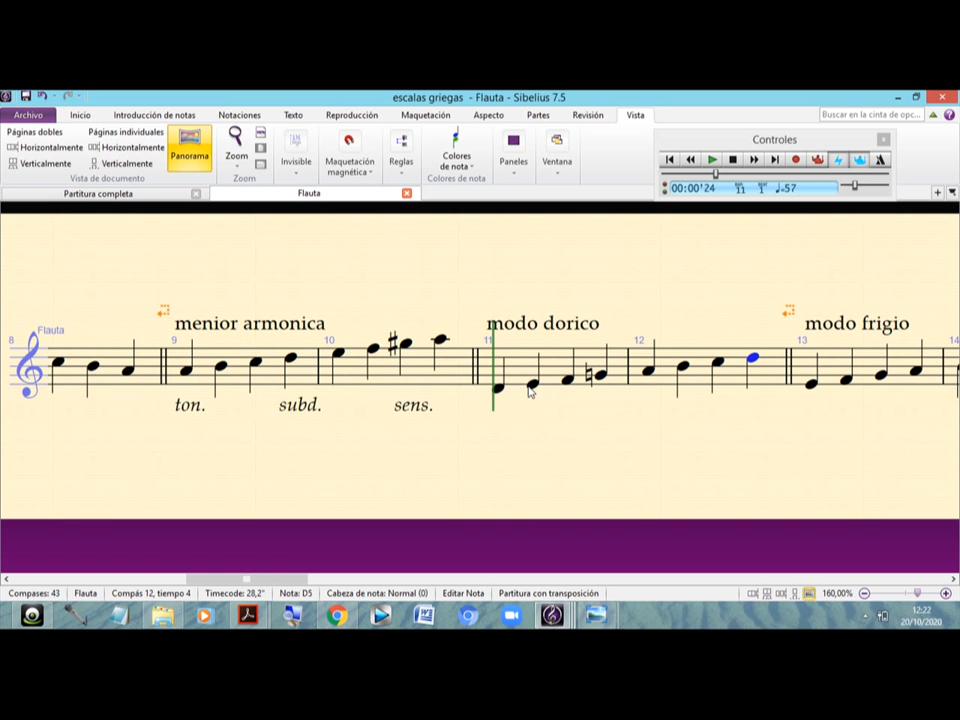 escalas griegas - Flauta - Sibelius 7.5
Archivo Inicio Introducción de notas Notaciones Texto Reproducción Maquetación Aspecto Partes Revisión Vista Buscar en la cinta de opc...
Páginas dobles Páginas individuales
Horizontalmente Horizontalmente
Verticalmente Verticalmente
Panorama
Zoom
Invisible
Maquetación magnética
Reglas
Colores de nota
Paneles
Ventana
Vista de documento Zoom Colores de nota
Controles
00:00'24 11 1 =57
Partitura completa Flauta
menior armonica modo dorico modo frigio
Flauta
8 9 10 11 12 13 14
ton. subd. sens.
Compases: 43 Flauta Compás 12, tiempo 4 Timecode: 28,2" Nota: D5 Cabeza de nota: Normal (0) Editar Nota Partitura con transposición 160,00%
12:22
20/10/2020